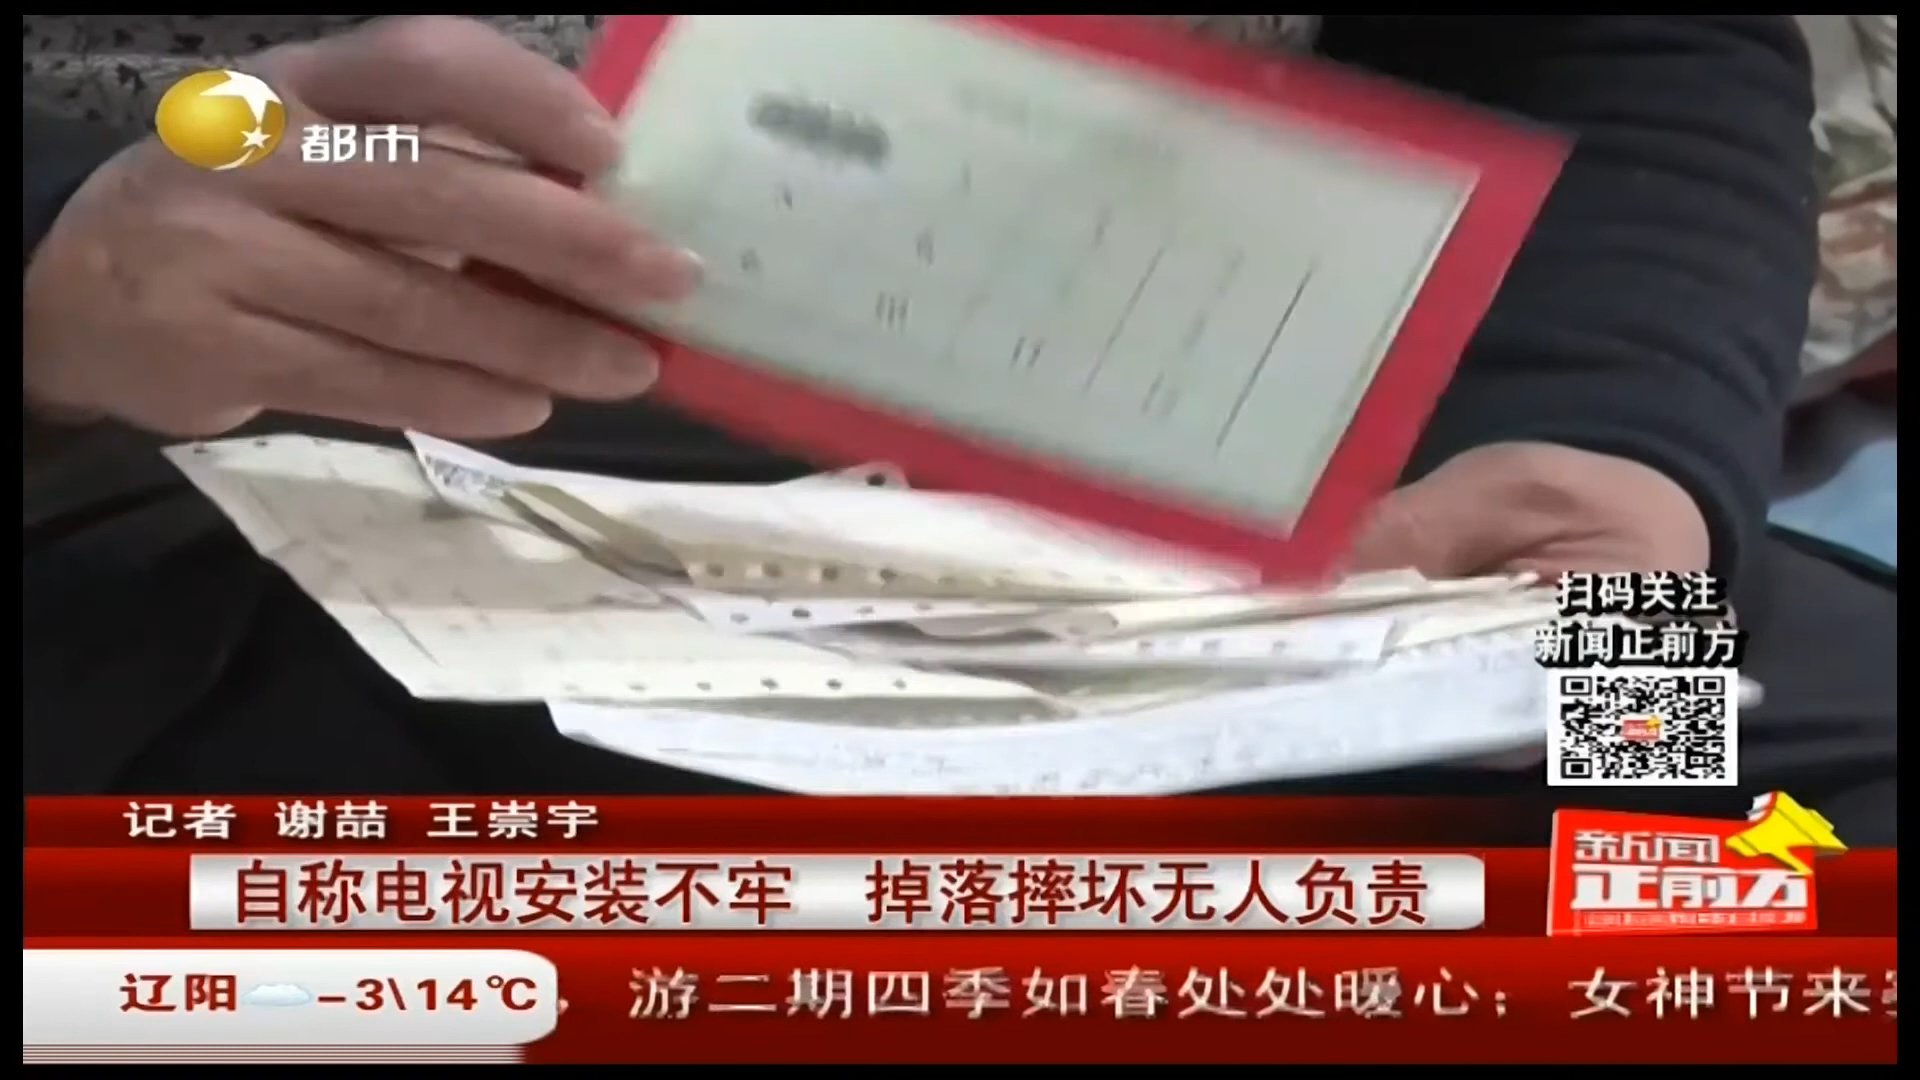 都市
扫码关注
新闻正前方
记者 谢喆 王崇宇
新闻
正前方
自称电视安装不牢 掉落摔坏无人负责
辽阳 -3\14℃
，游二期四季如春处处暖心；女神节来